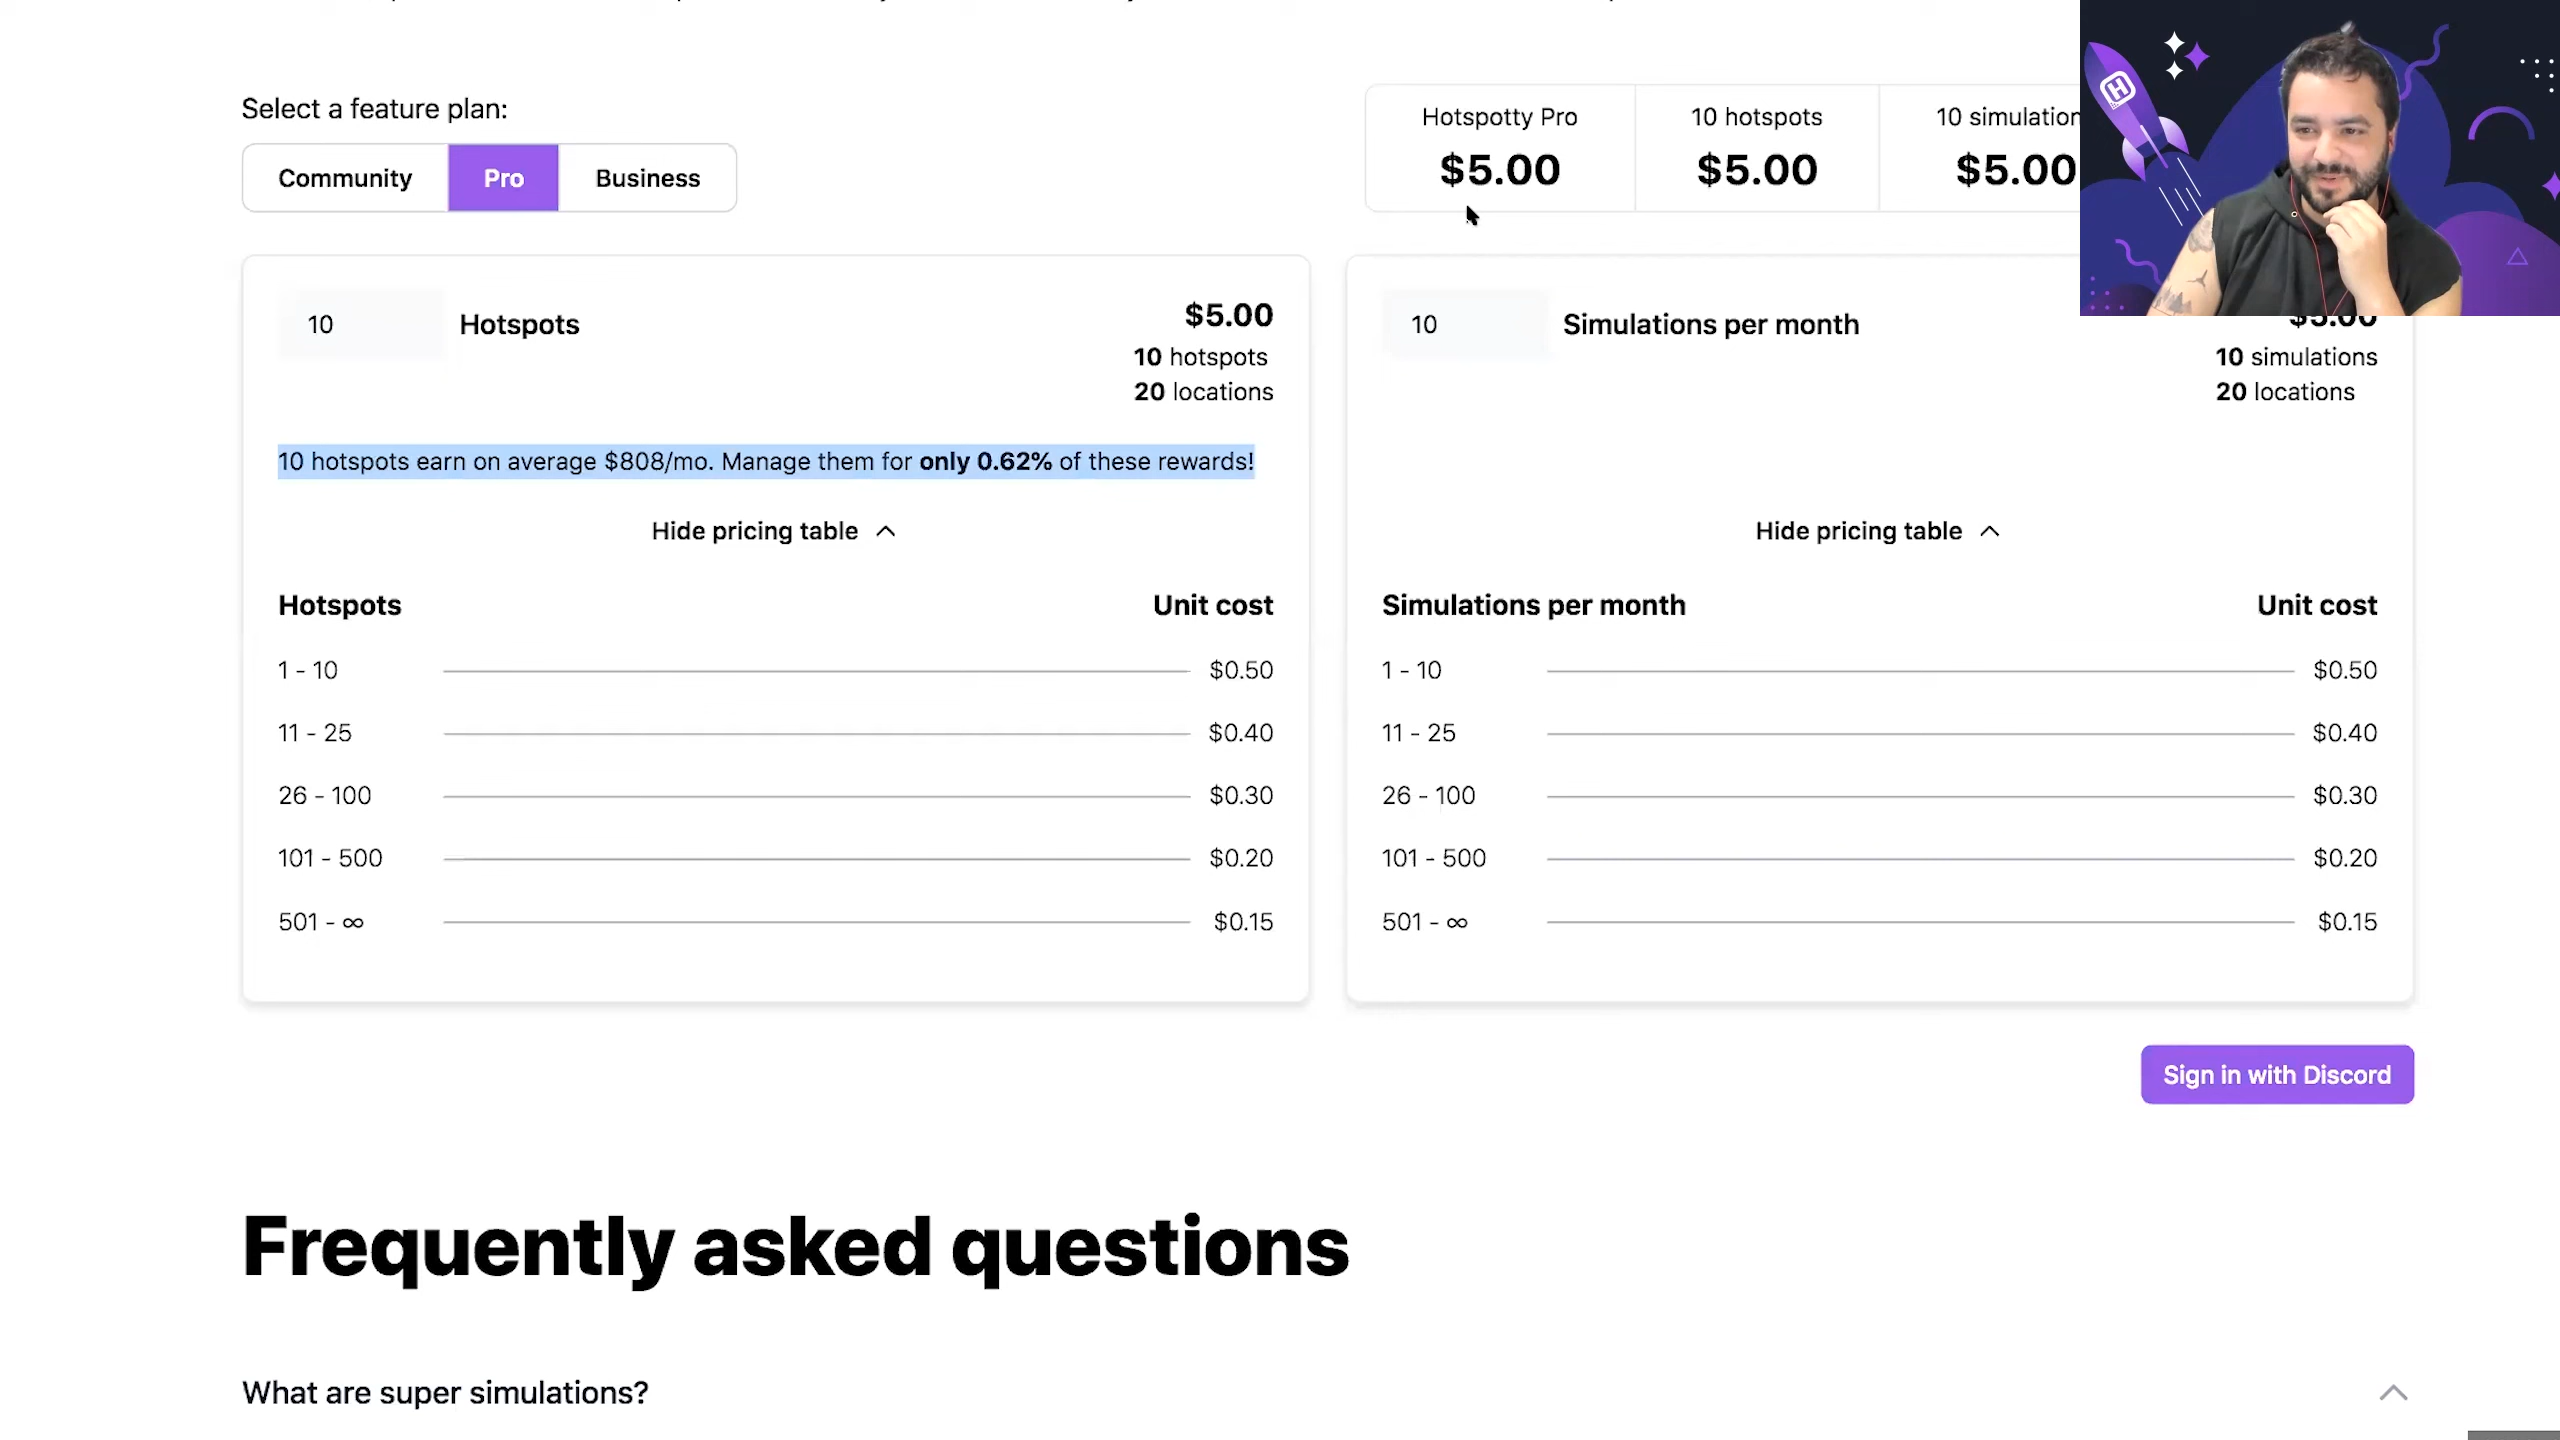 Select a feature plan:
Community
Pro
Business
Hotspotty Pro
$5.00
10 hotspots
$5.00
10 simulation
$5.00
10
Hotspots
$5.00
10 hotspots
20 locations
10 hotspots earn on average $808/mo. Manage them for only 0.62% of these rewards!
Hide pricing table
Hotspots Unit cost
1 - 10 $0.50
11 - 25 $0.40
26 - 100 $0.30
101 - 500 $0.20
501 - ∞ $0.15
10
Simulations per month
$5.00
10 simulations
20 locations
Hide pricing table
Simulations per month Unit cost
1 - 10 $0.50
11 - 25 $0.40
26 - 100 $0.30
101 - 500 $0.20
501 - ∞ $0.15
Sign in with Discord
Frequently asked questions
What are super simulations?